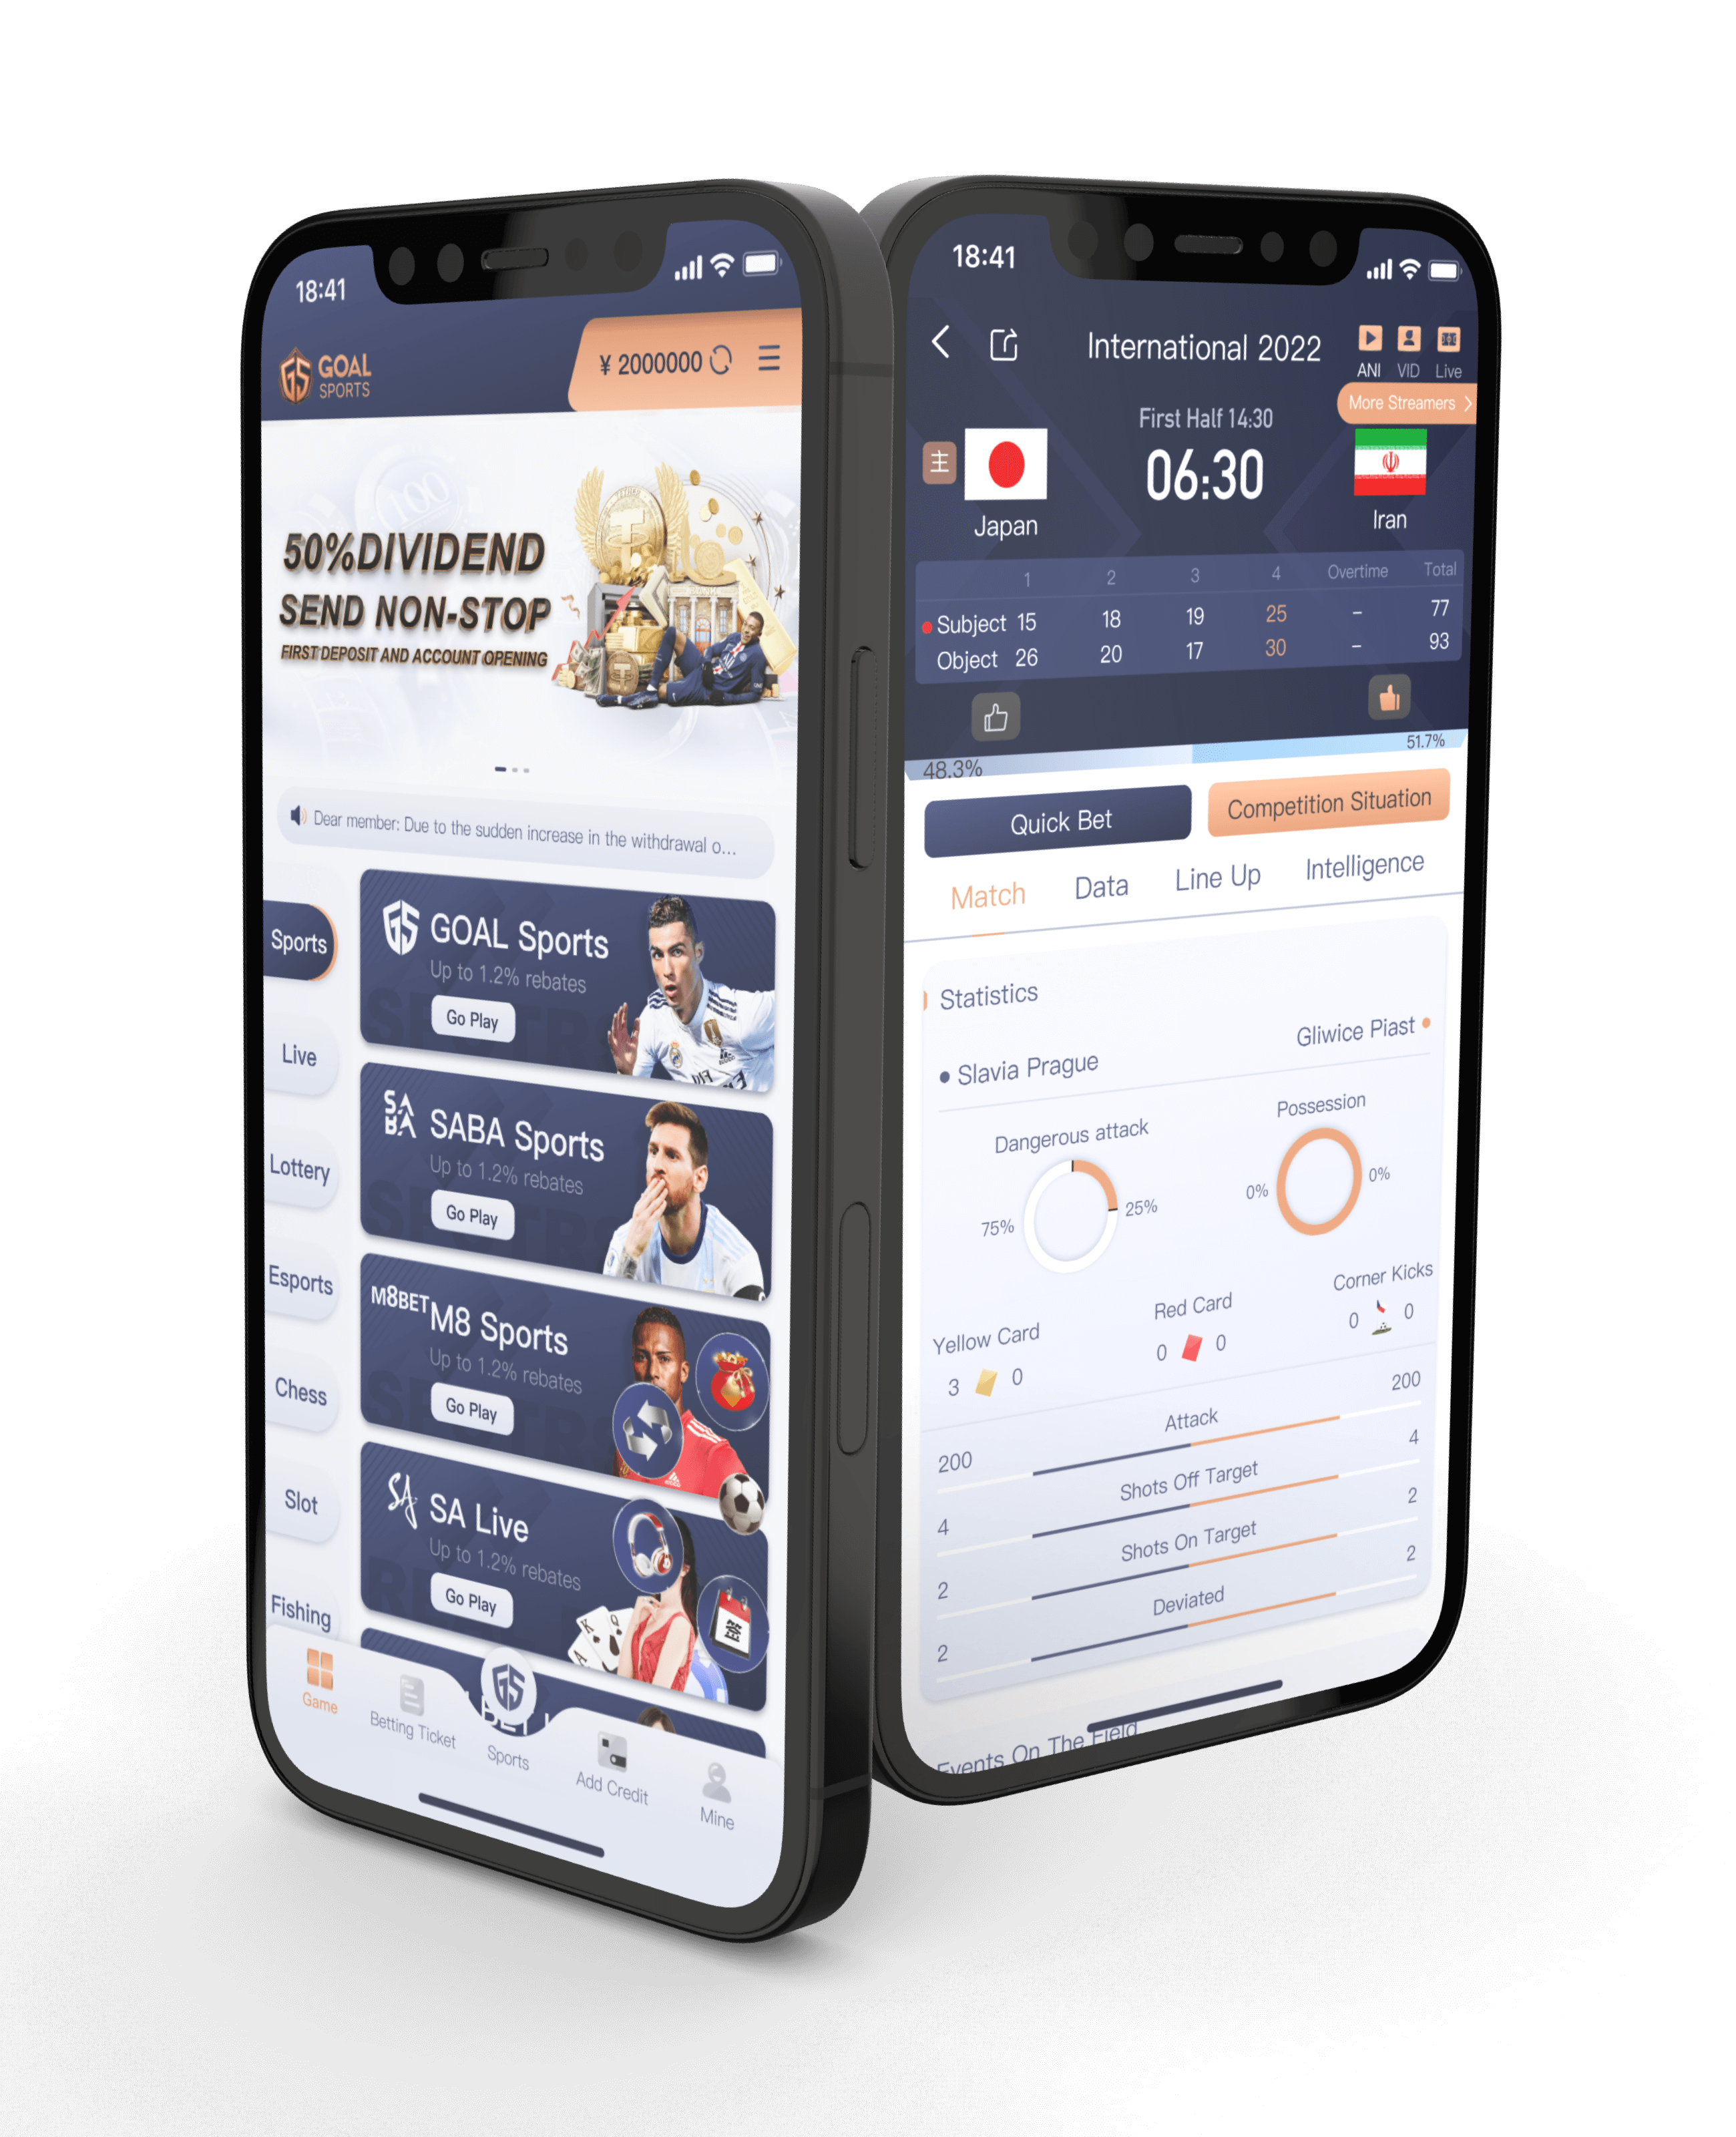 18:41
GOAL
SPORTS
¥ 2000000
100
50%DIVIDEND
SEND NON-STOP
FIRST DEPOSIT AND ACCOUNT OPENING
Dear member: Due to the sudden increase in the withdrawal o...
Sports
Live
Lottery
Esports
Chess
Slot
Fishing
GOAL Sports
Up to 1.2% rebates
Go Play
SABA
SABA Sports
Up to 1.2% rebates
Go Play
M8BET
M8 Sports
Up to 1.2% rebates
Go Play
SA
SA Live
Up to 1.2% rebates
Go Play
Game
Betting Ticket
Sports
Add Credit
Mine
18:41
International 2022
ANI VID Live
More Streamers >
First Half 14:30
06:30
主
Japan
Iran
1 2 3 4 Overtime Total
Subject 15 18 19 25 – 77
Object 26 20 17 30 – 93
48.3% 51.7%
Quick Bet
Competition Situation
Match Data Line Up Intelligence
Statistics
Slavia Prague
Gliwice Piast
Dangerous attack
75% 25%
Possession
0% 0%
Yellow Card
3 0
Red Card
0 0
Corner Kicks
0 0
Attack
200 200
Shots Off Target
4 4
Shots On Target
2 2
Deviated
2 2
Events On The Field